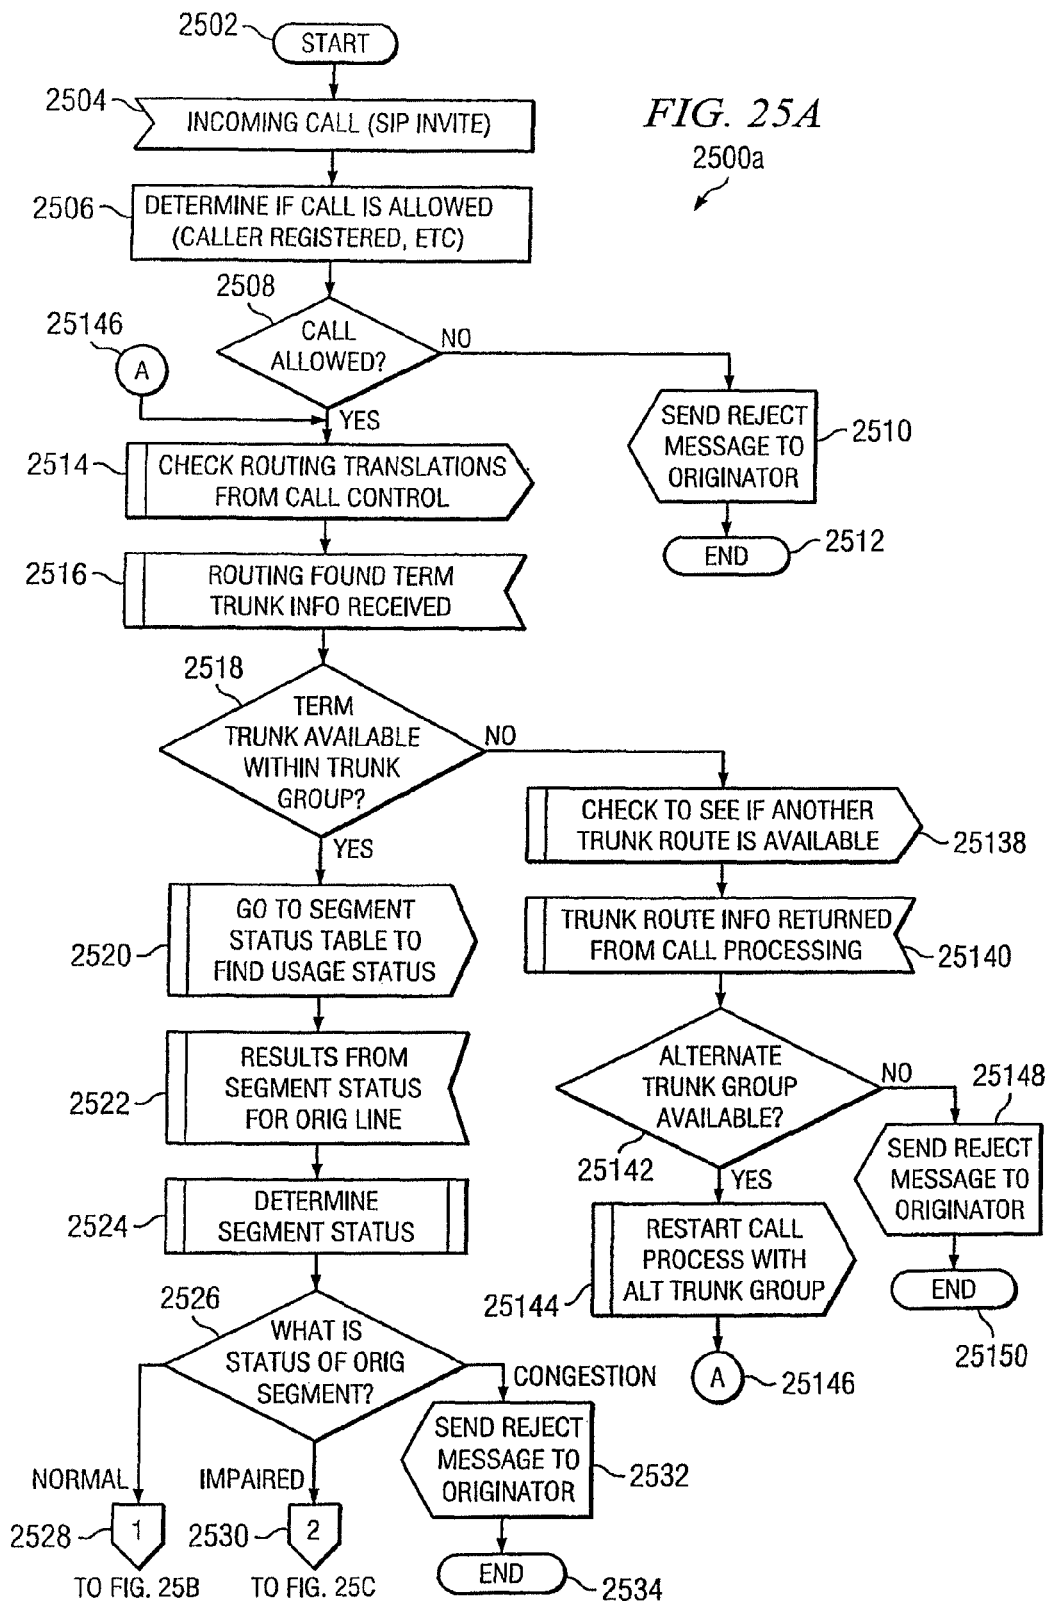 2502
START
2504
INCOMING CALL (SIP INVITE)
FIG. 25A
2500a
2506
DETERMINE IF CALL IS ALLOWED
(CALLER REGISTERED, ETC)
2508
CALL
ALLOWED?
NO
YES
25146
A
SEND REJECT
MESSAGE TO
ORIGINATOR
2510
END
2512
2514
CHECK ROUTING TRANSLATIONS
FROM CALL CONTROL
2516
ROUTING FOUND TERM
TRUNK INFO RECEIVED
2518
TERM
TRUNK AVAILABLE
WITHIN TRUNK
GROUP?
NO
YES
CHECK TO SEE IF ANOTHER
TRUNK ROUTE IS AVAILABLE
25138
2520
GO TO SEGMENT
STATUS TABLE TO
FIND USAGE STATUS
TRUNK ROUTE INFO RETURNED
FROM CALL PROCESSING
25140
2522
RESULTS FROM
SEGMENT STATUS
FOR ORIG LINE
ALTERNATE
TRUNK GROUP
AVAILABLE?
25142
NO
YES
25148
SEND REJECT
MESSAGE TO
ORIGINATOR
END
25150
2524
DETERMINE
SEGMENT STATUS
25144
RESTART CALL
PROCESS WITH
ALT TRUNK GROUP
A
25146
2526
WHAT IS
STATUS OF ORIG
SEGMENT?
CONGESTION
SEND REJECT
MESSAGE TO
ORIGINATOR
2532
END
2534
NORMAL
2528
1
TO FIG. 25B
IMPAIRED
2530
2
TO FIG. 25C